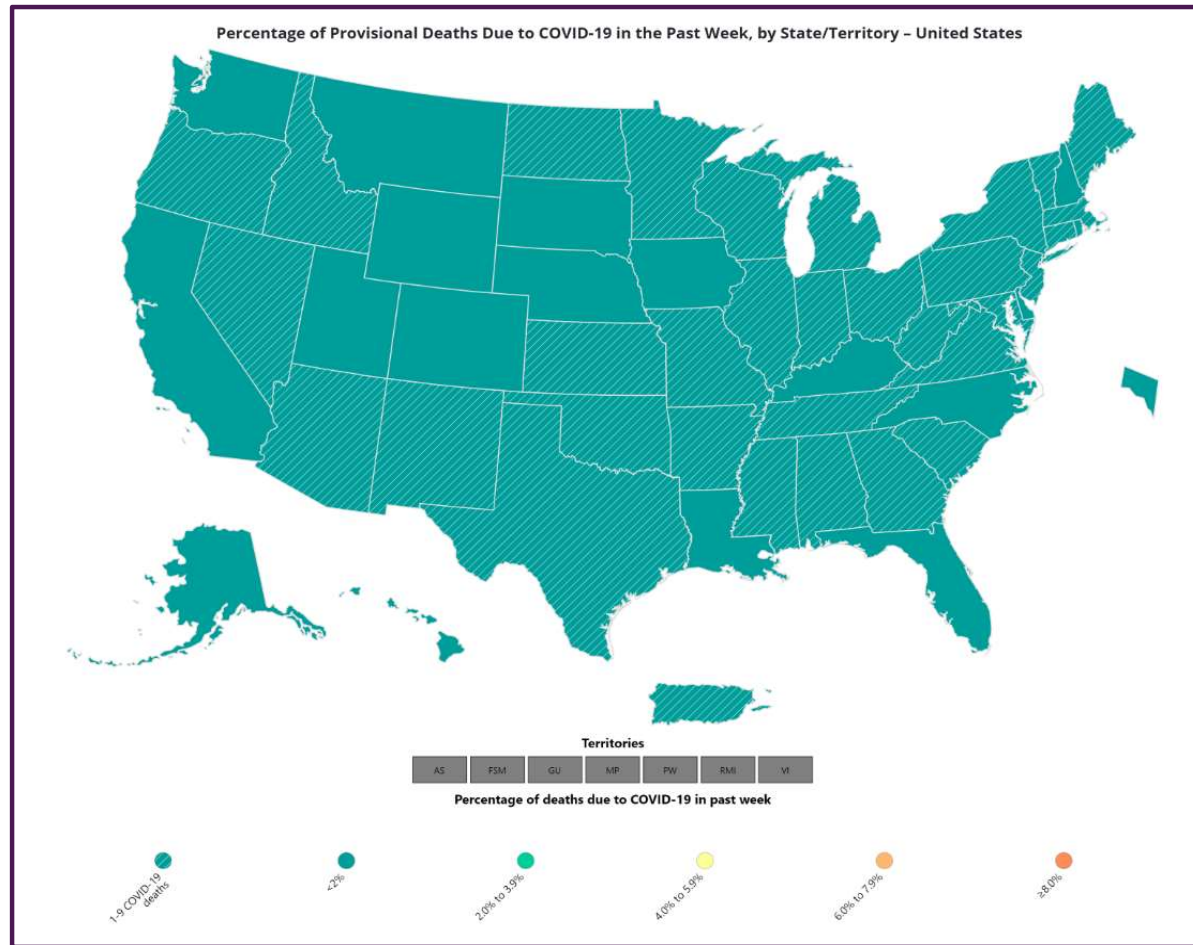 Percentage of Provisional Deaths Due to COVID-19 in the Past Week, by State/Territory – United States
Territories
AS FSM GU MP PW RMI VI
Percentage of deaths due to COVID-19 in past week
1-9 COVID-19
deaths
<2%
2.0% to 3.9%
4.0% to 5.9%
6.0% to 7.9%
≥8.0%